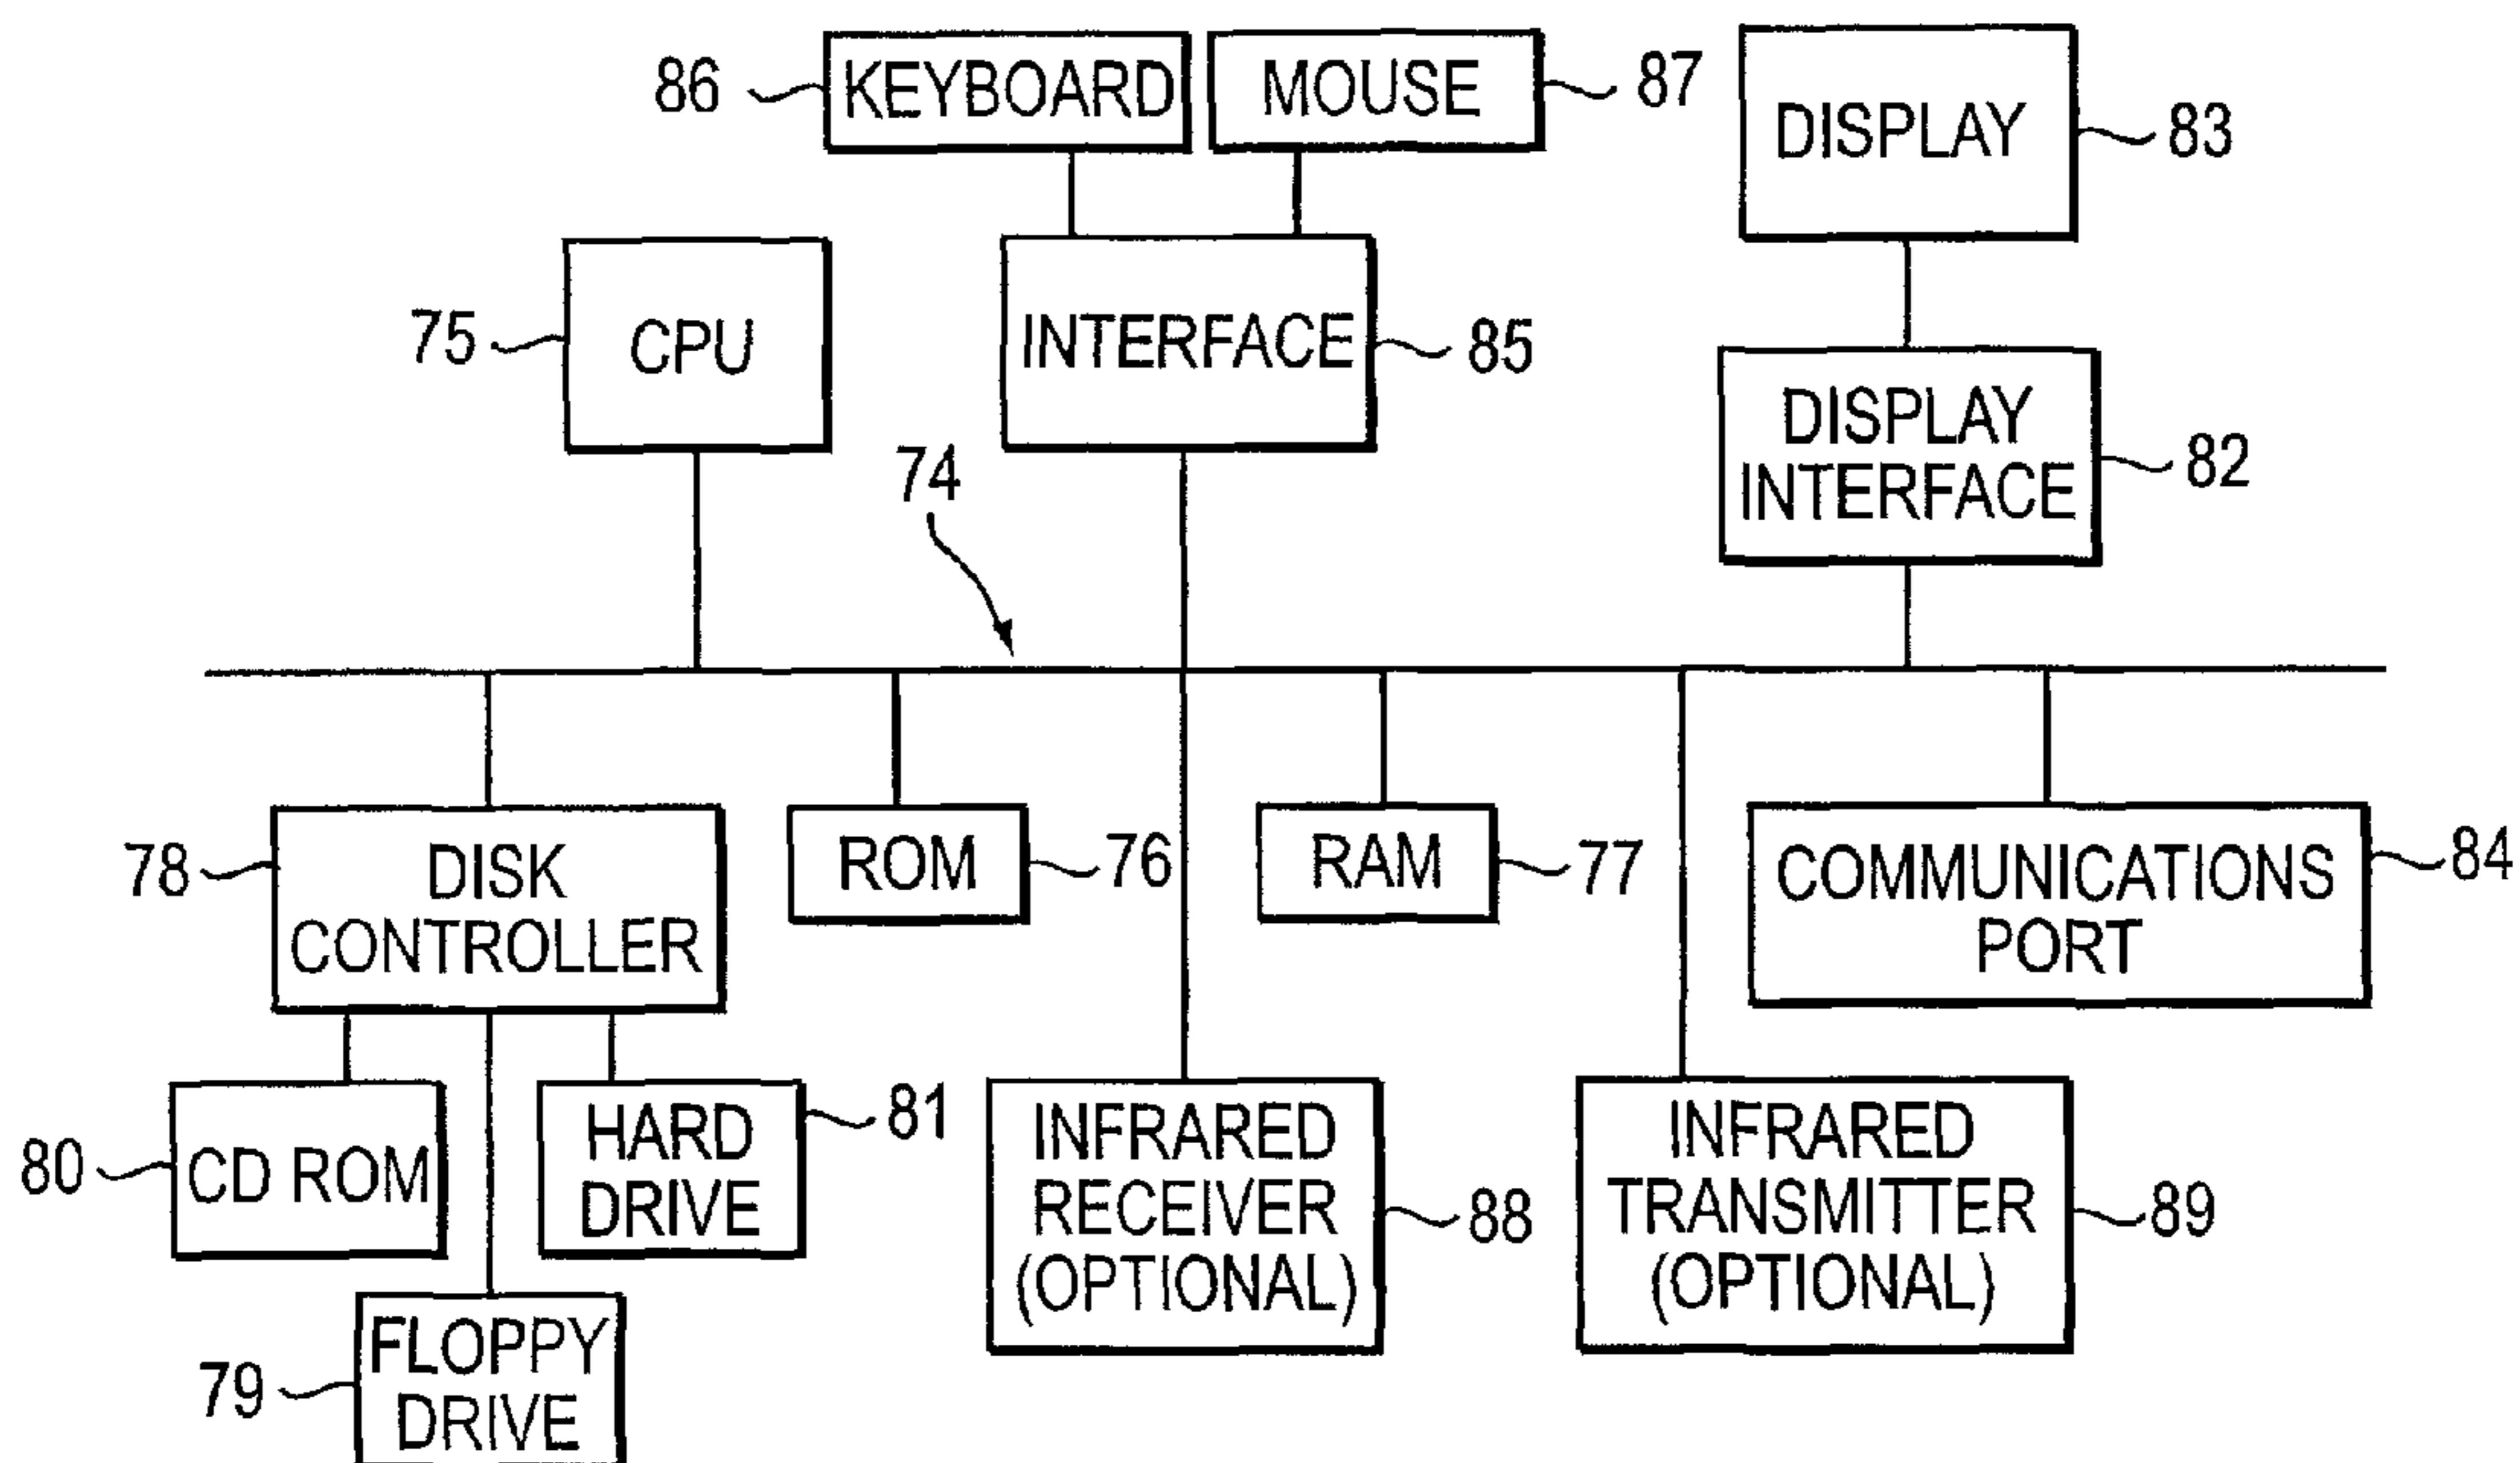 86
KEYBOARD
MOUSE
87
DISPLAY
83
75
CPU
INTERFACE
85
DISPLAY
INTERFACE
82
74
78
DISK
CONTROLLER
ROM
76
RAM
77
COMMUNICATIONS
PORT
84
80
CD ROM
HARD
DRIVE
81
INFRARED
RECEIVER
(OPTIONAL)
88
INFRARED
TRANSMITTER
(OPTIONAL)
89
79
FLOPPY
DRIVE